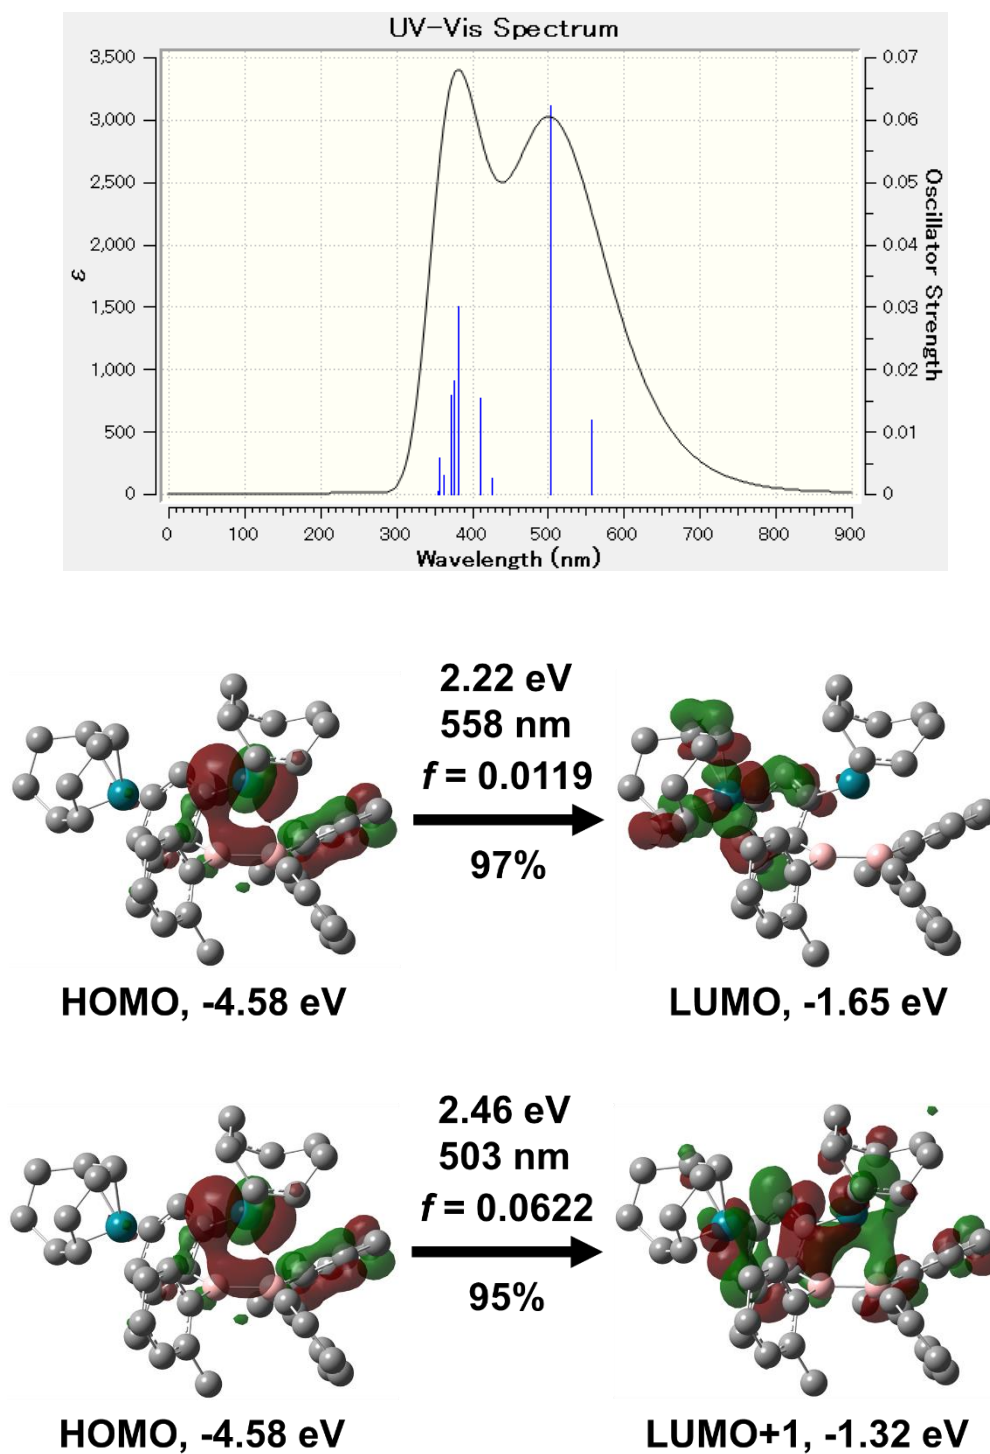 UV-Vis Spectrum
3,500
3,000
2,500
2,000
1,500
1,000
500
0
ε
0.07
0.06
0.05
0.04
0.03
0.02
0.01
0
Oscillator Strength
0 100 200 300 400 500 600 700 800 900
Wavelength (nm)
2.22 eV
558 nm
f = 0.0119
97%
HOMO, -4.58 eV
LUMO, -1.65 eV
2.46 eV
503 nm
f = 0.0622
95%
HOMO, -4.58 eV
LUMO+1, -1.32 eV